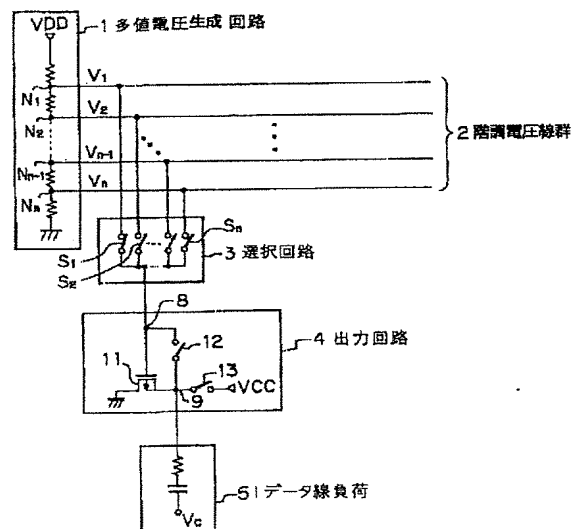 1 多値電圧生成回路
VDD
V1
N1
V2
N2
Vn-1
Nn-1
Vn
Nn
2 階調電圧線群
S1
S2
Sn
3 選択回路
8
12
4 出力回路
11
13
VCC
9
51 データ線負荷
Vc